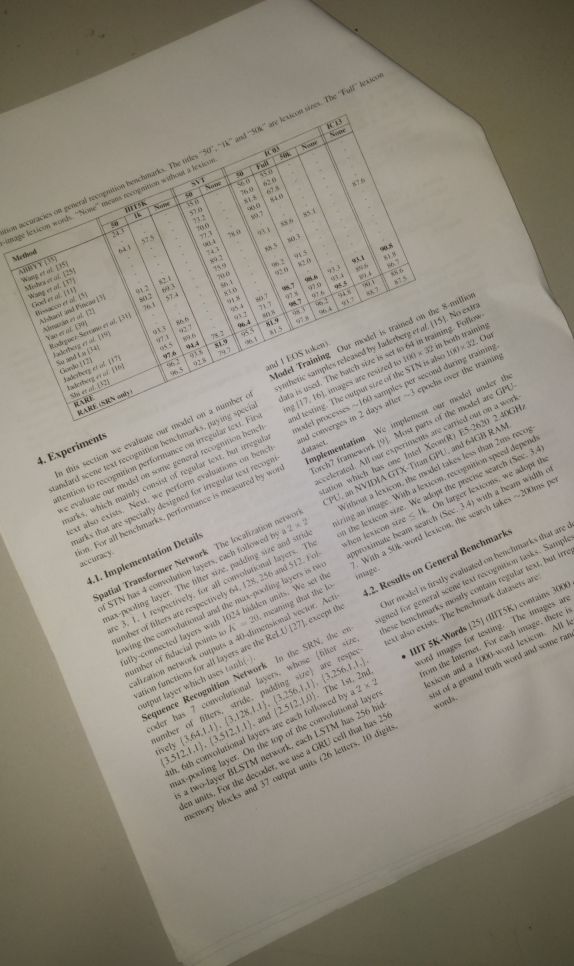 ition accuracies on general recognition benchmarks. The titles "50", "1k" and "50k" are lexicon sizes. The "Full" lexicon
-image lexicon words. "None" means recognition without a lexicon.
Method IIIT5K SVT IC03 IC13
50 1k None 50 None 50 Full 50k None None
ABBYY [35] 24.3 - - 35.0 - 56.0 55.0 - - -
Wang et al. [35] - - - 57.0 - 76.0 62.0 - - -
Mishra et al. [25] 64.1 57.5 - 73.2 - 81.8 67.8 - - -
Wang et al. [37] - - - 70.0 - 90.0 84.0 - - -
Goel et al. [11] - - - 77.3 - 89.7 - - - -
Bissacco et al. [5] - - - 90.4 78.0 - - - - 87.6
Alsharif and Pineau [3] - - - 74.3 - 93.1 88.6 85.1 - -
Almazan et al. [2] 91.2 82.1 - 89.2 - - - - - -
Yao et al. [39] 80.2 69.3 - 75.9 - 88.5 80.3 - - -
Rodriguez-Serrano et al. [31] 76.1 57.4 - 70.0 - - - - - -
Jaderberg et al. [19] - - - 86.1 - 96.2 91.5 - - -
Su and Lu [34] - - - 83.0 - 92.0 82.0 - - -
Gordo [12] 93.3 86.6 - 91.8 - - - - - -
Jaderberg et al. [17] 97.1 92.7 - 95.4 80.7 98.7 98.6 93.3 93.1 90.8
Jaderberg et al. [16] 95.5 89.6 - 93.2 71.7 97.8 97.0 93.4 89.6 81.8
Shi et al. [32] 97.6 94.4 78.2 96.4 80.8 98.7 97.6 95.5 89.4 86.7
RARE 96.2 93.8 81.9 95.5 81.9 98.3 96.2 94.8 90.1 88.6
RARE (SRN only) 96.5 92.8 79.7 96.1 81.5 97.8 96.4 93.7 88.7 87.5
4. Experiments
In this section we evaluate our model on a number of
standard scene text recognition benchmarks, paying special
attention to recognition performance on irregular text. First
we evaluate our model on some general recognition bench-
marks, which mainly consist of regular text, but irregular
text also exists. Next, we perform evaluations on bench-
marks that are specially designed for irregular text recogni-
tion. For all benchmarks, performance is measured by word
accuracy.
4.1. Implementation Details
Spatial Transformer Network The localization network
of STN has 4 convolution layers, each followed by a 2 × 2
max-pooling layer. The filter size, padding size and stride
are 3, 1, 1 respectively, for all convolutional layers. The
number of filters are respectively 64, 128, 256 and 512. Fol-
lowing the convolutional and the max-pooling layers is two
fully-connected layers with 1024 hidden units. We set the
number of fiducial points to K = 20, meaning that the lo-
calization network outputs a 40-dimensional vector. Acti-
vation functions for all layers are the ReLU [27], except the
output layer which uses tanh(·).
Sequence Recognition Network In the SRN, the en-
coder has 7 convolutional layers, whose {filter size,
number of filters, stride, padding size} are respec-
tively {3,64,1,1}, {3,128,1,1}, {3,256,1,1}, {3,256,1,1,},
{3,512,1,1}, {3,512,1,1}, and {2,512,1,0}. The 1st, 2nd,
4th, 6th convolutional layers are each followed by a 2 × 2
max-pooling layer. On the top of the convolutional layers
is a two-layer BLSTM network, each LSTM has 256 hid-
den units. For the decoder, we use a GRU cell that has 256
memory blocks and 37 output units (26 letters, 10 digits,
and 1 EOS token).
Model Training Our model is trained on the 8-million
synthetic samples released by Jaderberg et al. [15]. No extra
data is used. The batch size is set to 64 in training. Follow-
ing [17, 16], images are resized to 100 × 32 in both training
and testing. The output size of the STN is also 100 × 32. Our
model processes ~160 samples per second during training,
and converges in 2 days after ~3 epochs over the training
dataset.
Implementation We implement our model under the
Torch7 framework [9]. Most parts of the model are GPU-
accelerated. All our experiments are carried out on a work-
station which has one Intel Xeon(R) E5-2620 2.40GHz
CPU, an NVIDIA GTX-Titan GPU, and 64GB RAM.
Without a lexicon, the model takes less than 2ms recog-
nizing an image. With a lexicon, recognition speed depends
on the lexicon size. We adopt the precise search (Sec. 3.4)
when lexicon size ≤ 1k. On larger lexicons, we adopt the
approximate beam search (Sec. 3.4) with a beam width of
7. With a 50k-word lexicon, the search takes ~200ms per
image.
4.2. Results on General Benchmarks
Our model is firstly evaluated on benchmarks that are de
signed for general scene text recognition tasks. Samples
these benchmarks are mostly contain regular text, but irreg
text also exists. The benchmark datasets are:
• IIIT 5K-Words [25] (IIIT5K) contains 3000
word images for testing. The images are
from the Internet. For each image, there is
lexicon and a 1000-word lexicon. All le
sist of a ground truth word and some ran
words.